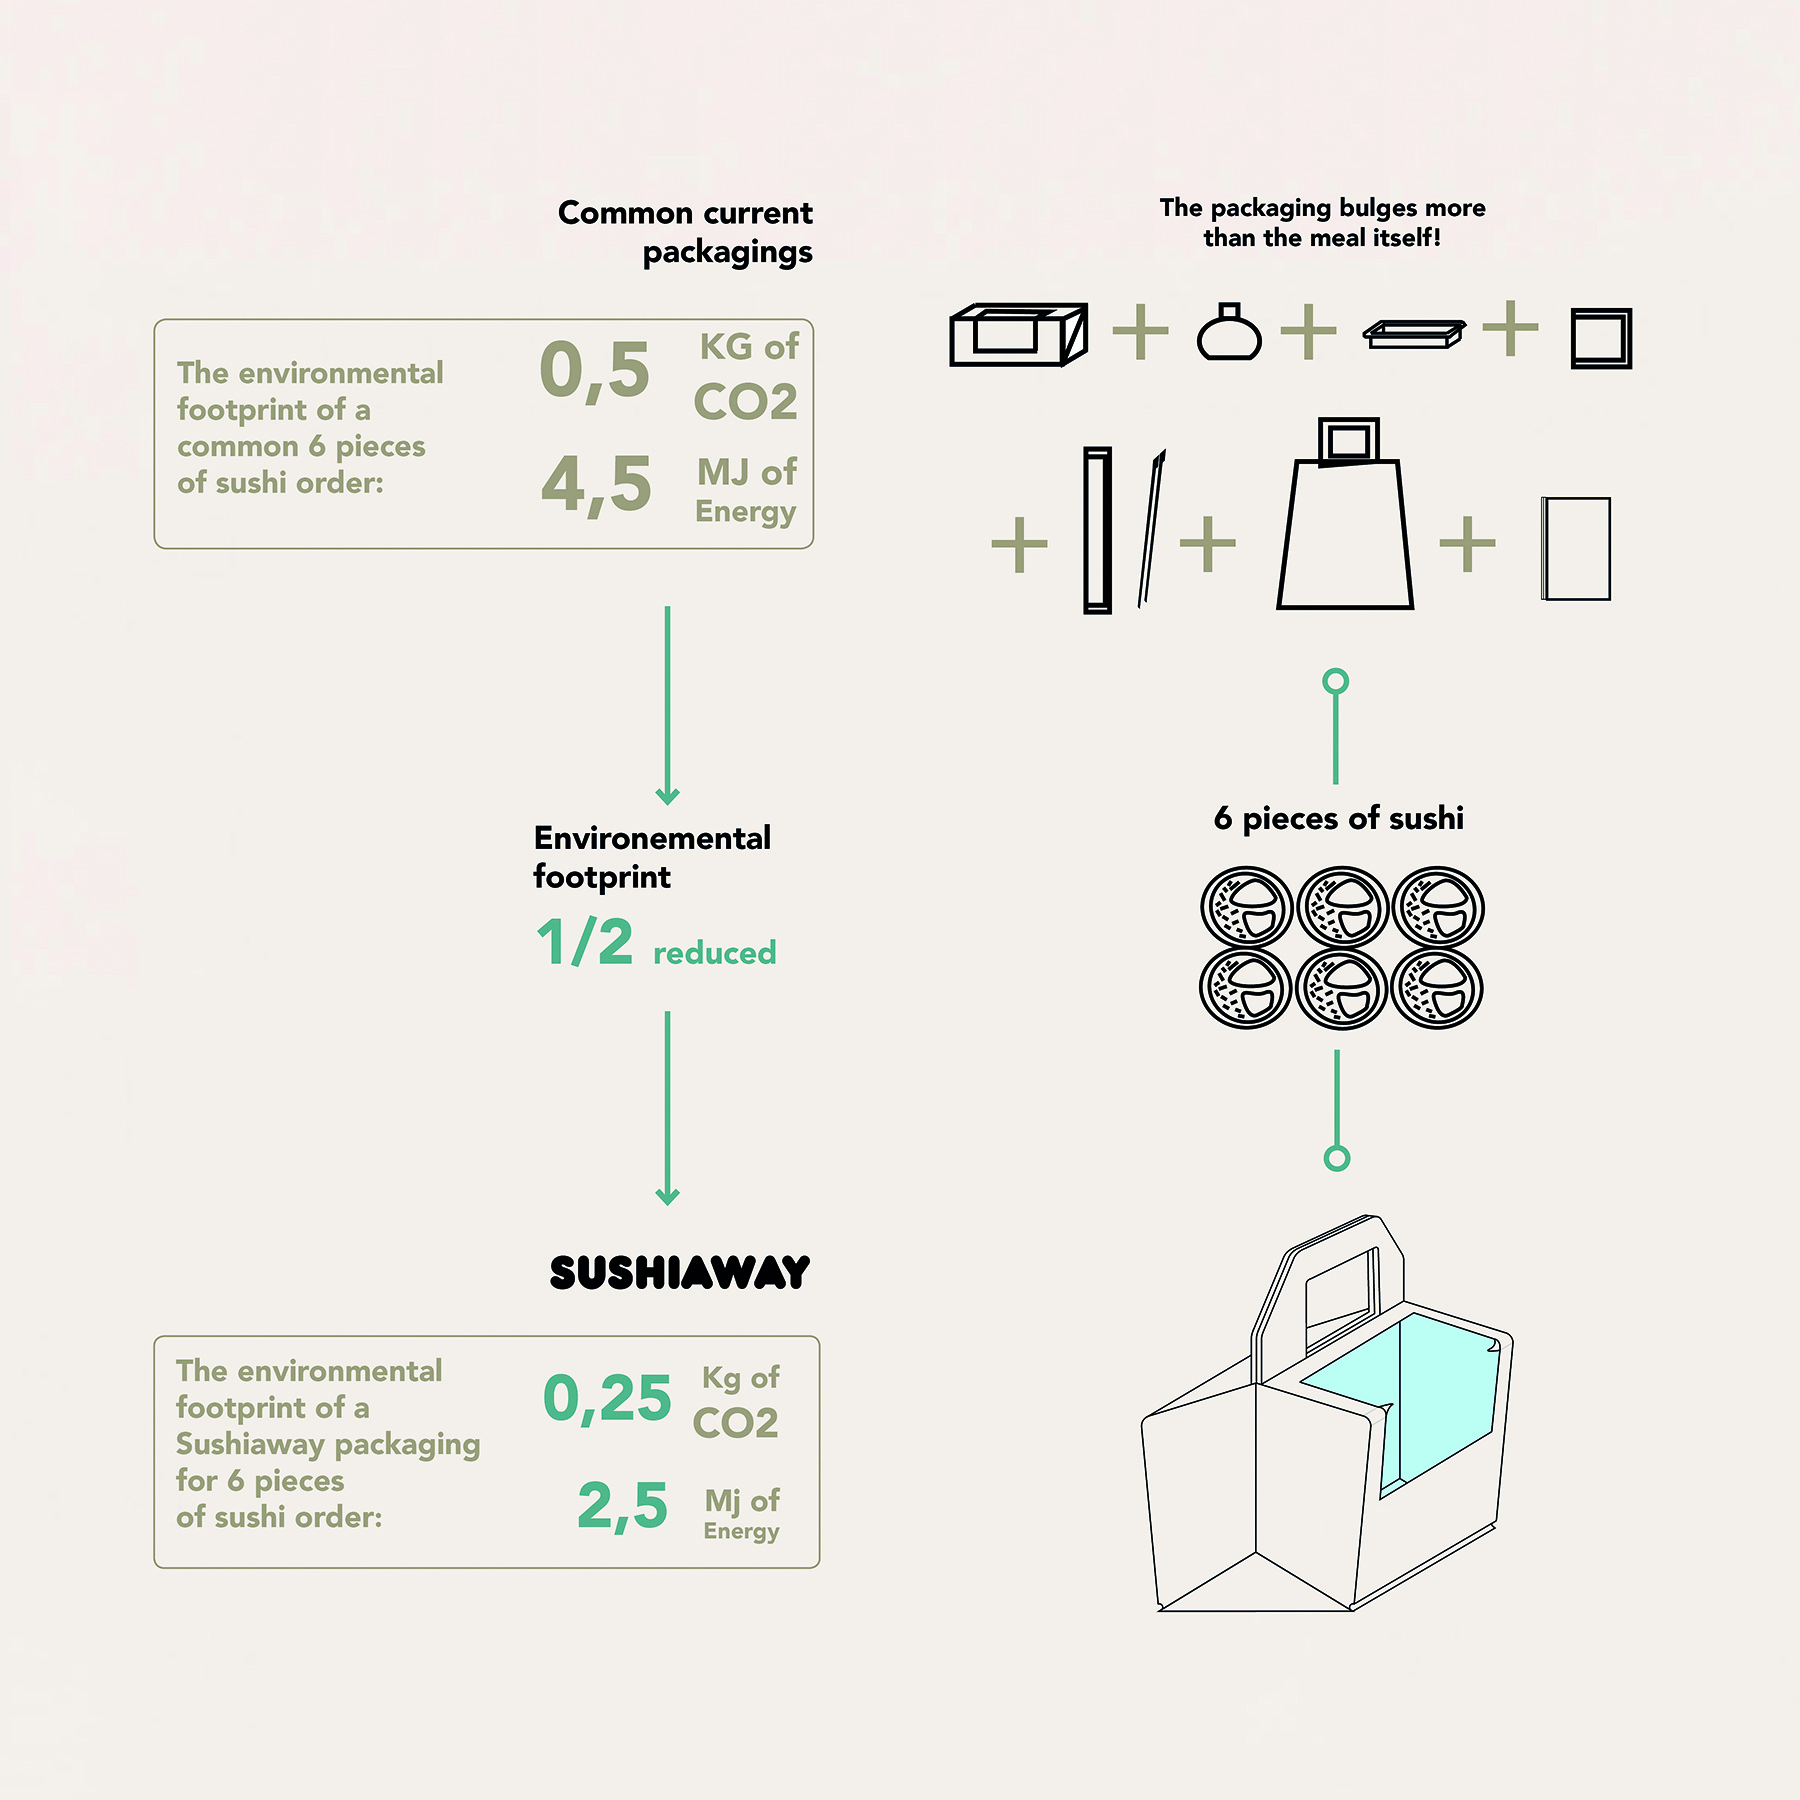 Common current
packagings
The environmental
footprint of a
common 6 pieces
of sushi order:
0,5 KG of
CO2
4,5 MJ of
Energy
The packaging bulges more
than the meal itself!
Environemental
footprint
1/2 reduced
6 pieces of sushi
SUSHIAWAY
The environmental
footprint of a
Sushiaway packaging
for 6 pieces
of sushi order:
0,25 Kg of
CO2
2,5 Mj of
Energy